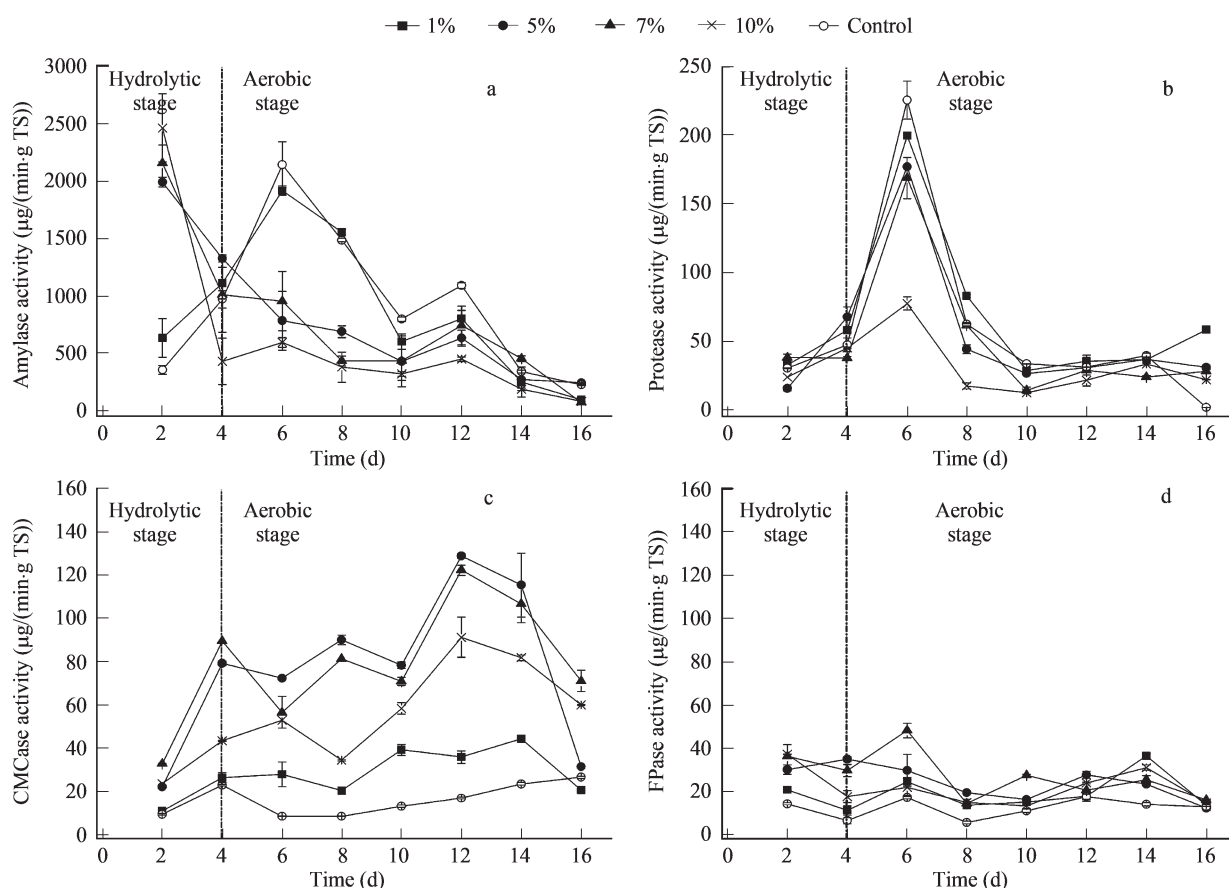 1% 5% 7% 10% Control
3000
2500
2000
1500
1000
500
0
Amylase activity (μg/(min·g TS))
Hydrolytic
stage
Aerobic
stage
a
0 2 4 6 8 10 12 14 16
Time (d)
250
200
150
100
50
0
Protease activity (μg/(min·g TS))
Hydrolytic
stage
Aerobic
stage
b
0 2 4 6 8 10 12 14 16
Time (d)
160
140
120
100
80
60
40
20
0
CMCase activity (μg/(min·g TS))
Hydrolytic
stage
Aerobic
stage
c
0 2 4 6 8 10 12 14 16
Time (d)
160
140
120
100
80
60
40
20
0
FPase activity (μg/(min·g TS))
Hydrolytic
stage
Aerobic
stage
d
0 2 4 6 8 10 12 14 16
Time (d)